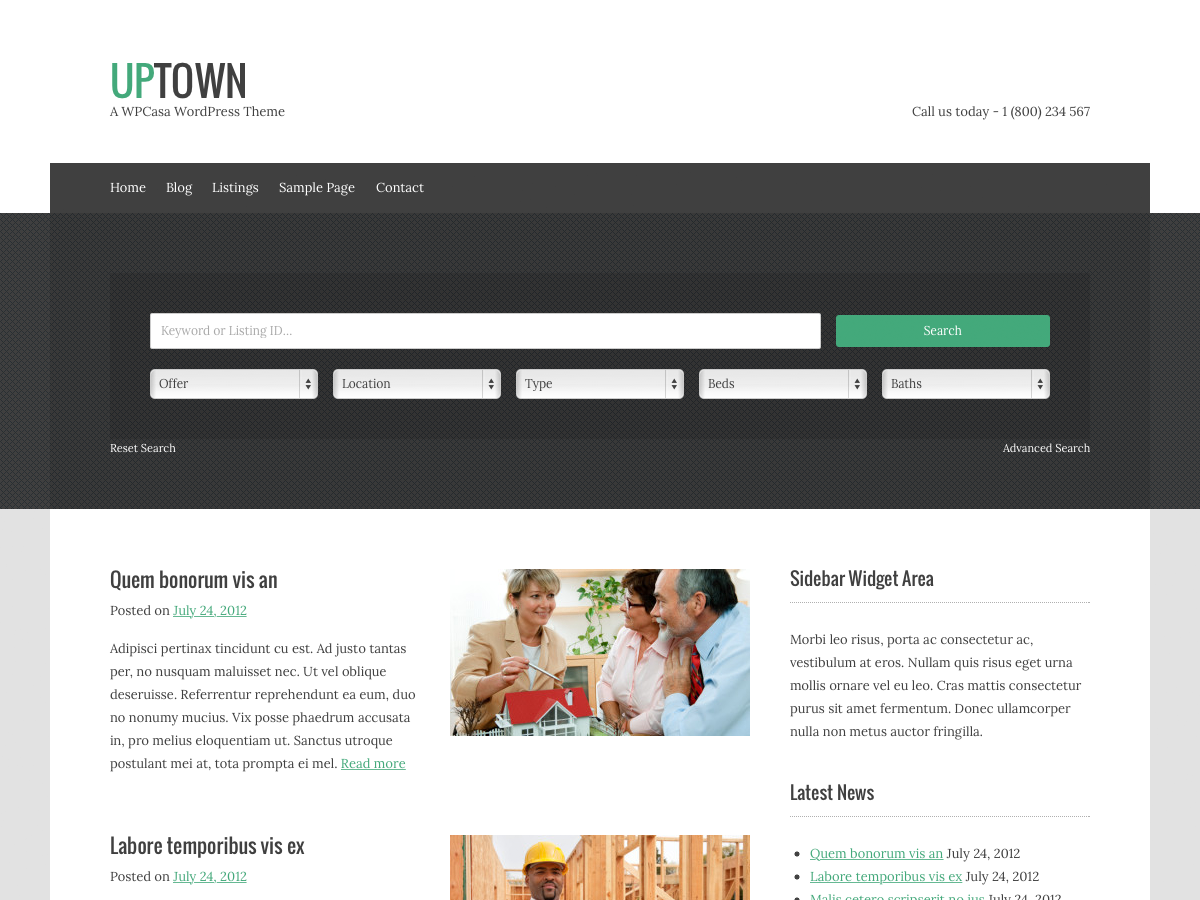 UPTOWN
A WPCasa WordPress Theme
Call us today - 1 (800) 234 567
Home Blog Listings Sample Page Contact
Keyword or Listing ID...
Search
Offer Location Type Beds Baths
Reset Search
Advanced Search
Quem bonorum vis an
Posted on July 24, 2012
Adipisci pertinax tincidunt cu est. Ad justo tantas
per, no nusquam maluisset nec. Ut vel oblique
deseruisse. Referrentur reprehendunt ea eum, duo
no nonumy mucius. Vix posse phaedrum accusata
in, pro melius eloquentiam ut. Sanctus utroque
postulant mei at, tota prompta ei mel. Read more
Labore temporibus vis ex
Posted on July 24, 2012
Sidebar Widget Area
Morbi leo risus, porta ac consectetur ac,
vestibulum at eros. Nullam quis risus eget urna
mollis ornare vel eu leo. Cras mattis consectetur
purus sit amet fermentum. Donec ullamcorper
nulla non metus auctor fringilla.
Latest News
Quem bonorum vis an July 24, 2012
Labore temporibus vis ex July 24, 2012
Malis cetero scripserit no ius July 24, 2012